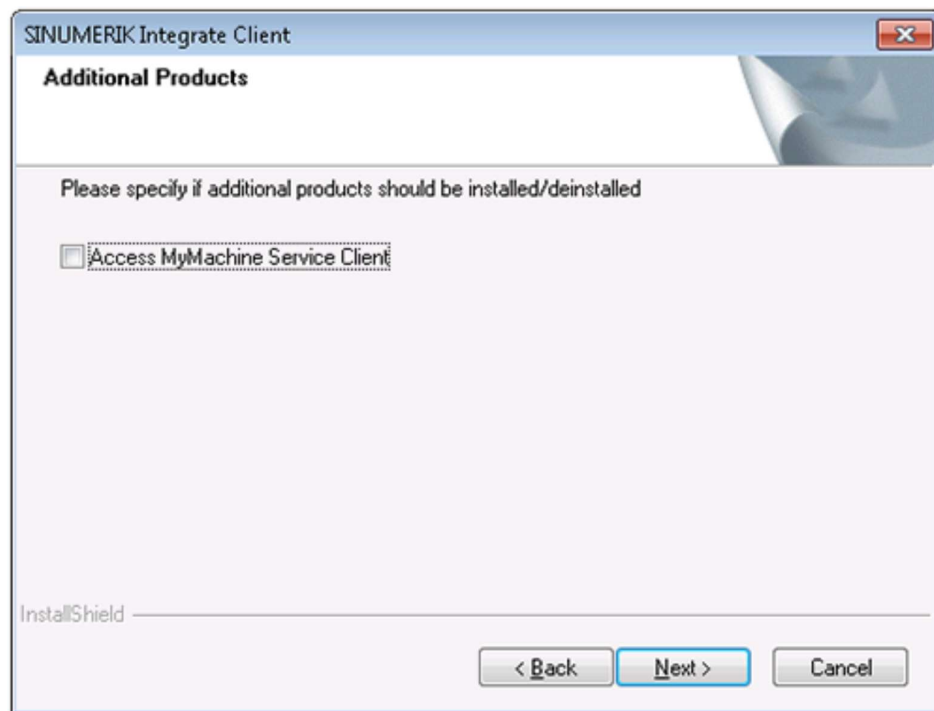 SINUMERIK Integrate Client
Additional Products
Please specify if additional products should be installed/deinstalled
Access MyMachine Service Client
InstallShield
< Back Next > Cancel